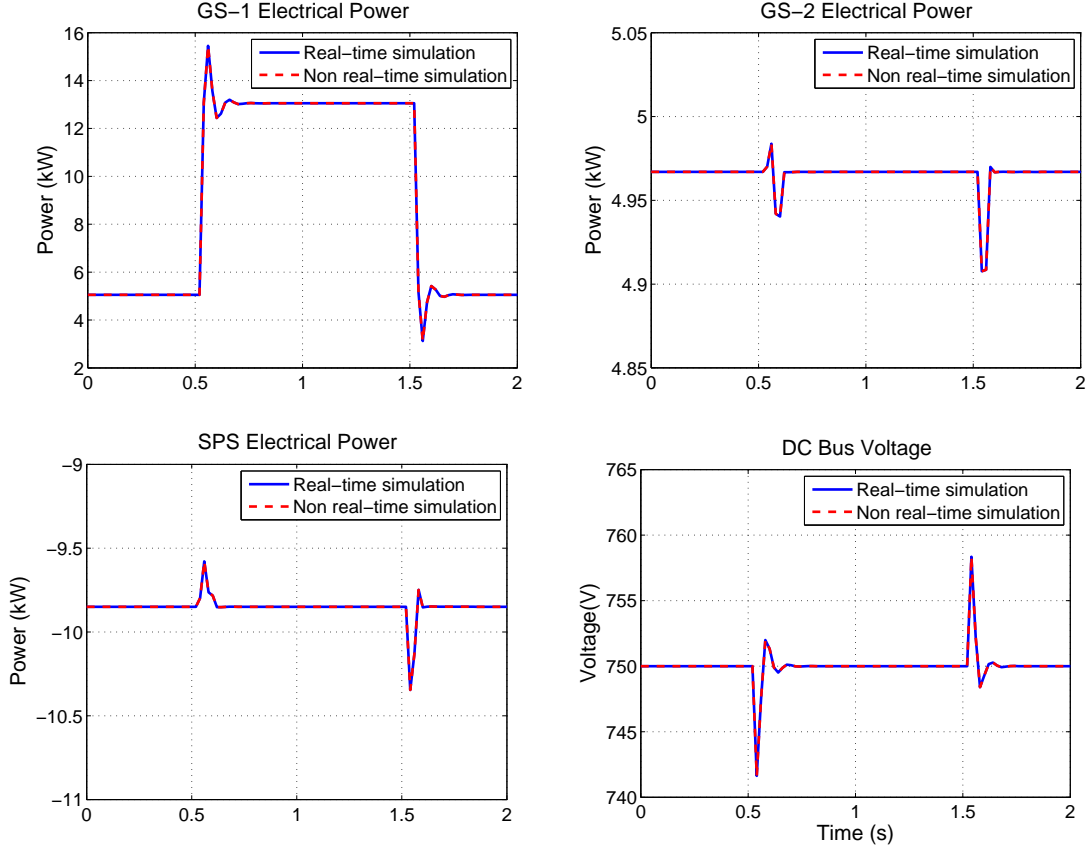 GS−1 Electrical Power
16
14
12
10
8
6
4
2
Power (kW)
0
0.5
1
1.5
2
Real−time simulation
Non real−time simulation
GS−2 Electrical Power
5.05
5
4.95
4.9
4.85
Power (kW)
0
0.5
1
1.5
2
Real−time simulation
Non real−time simulation
SPS Electrical Power
−9
−9.5
−10
−10.5
−11
Power (kW)
0
0.5
1
1.5
2
Real−time simulation
Non real−time simulation
DC Bus Voltage
765
760
755
750
745
740
Voltage(V)
0
0.5
1
1.5
2
Time (s)
Real−time simulation
Non real−time simulation